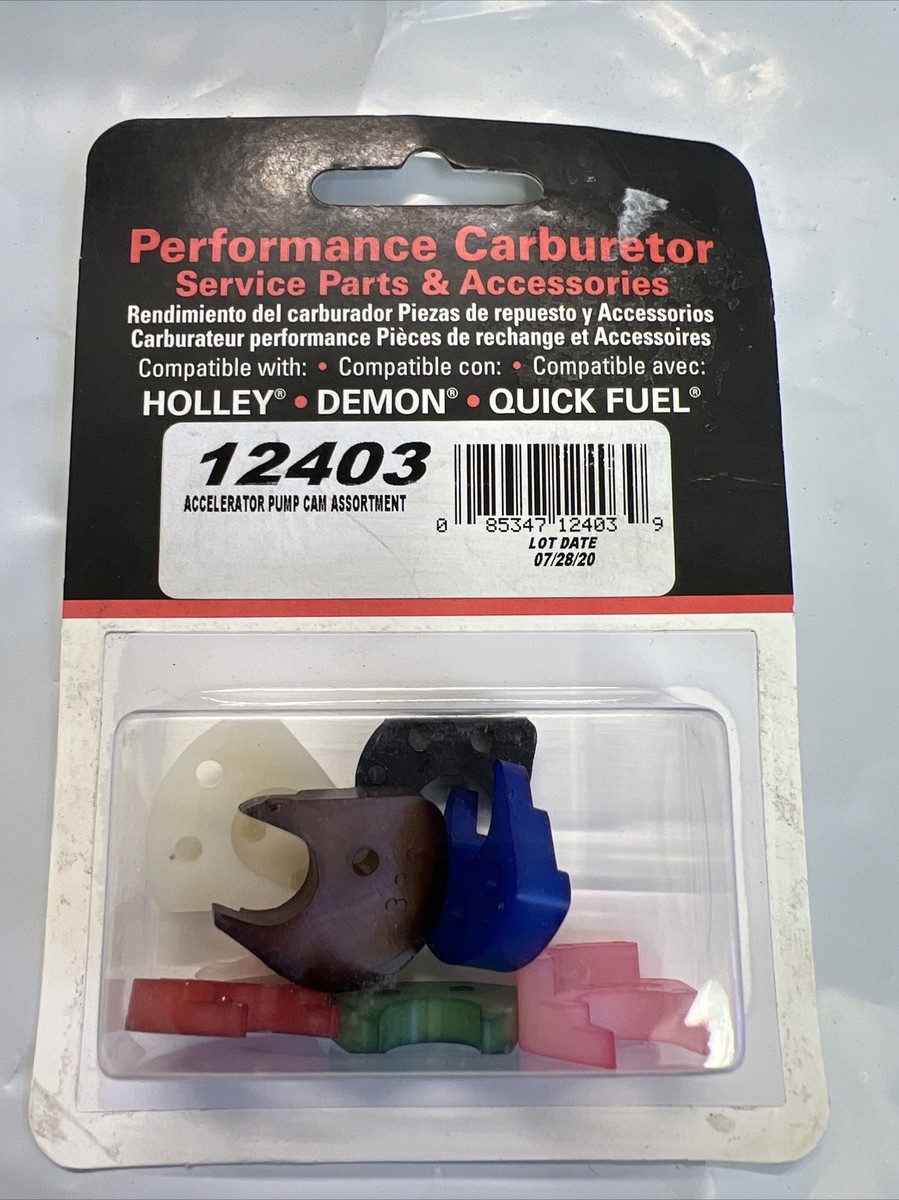 Performance Carburetor
Service Parts & Accessories
Rendimiento del carburador Piezas de repuesto y Accessorios
Carburateur performance Pièces de rechange et Accessoires
Compatible with: • Compatible con: • Compatible avec:
HOLLEY® • DEMON® • QUICK FUEL®
12403
ACCELERATOR PUMP CAM ASSORTMENT
0 85347 12403 9
LOT DATE
07/28/20